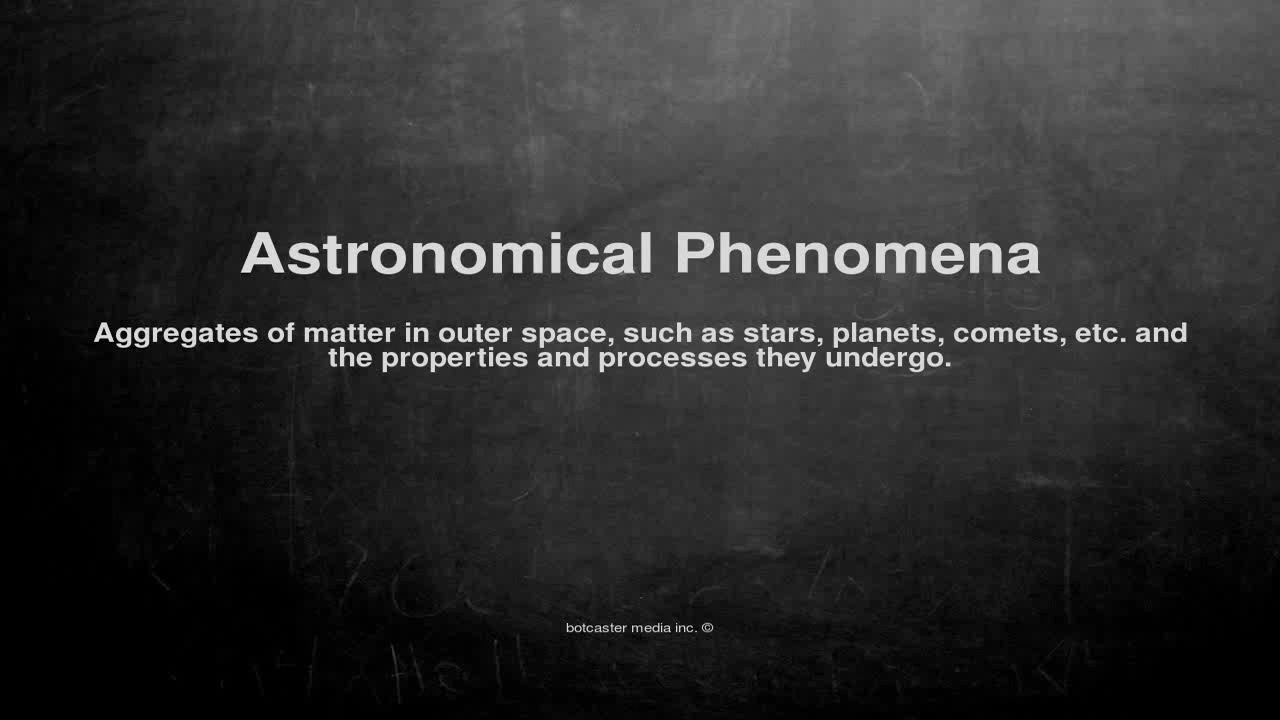 Astronomical Phenomena
Aggregates of matter in outer space, such as stars, planets, comets, etc. and
the properties and processes they undergo.
botcaster media inc. ©